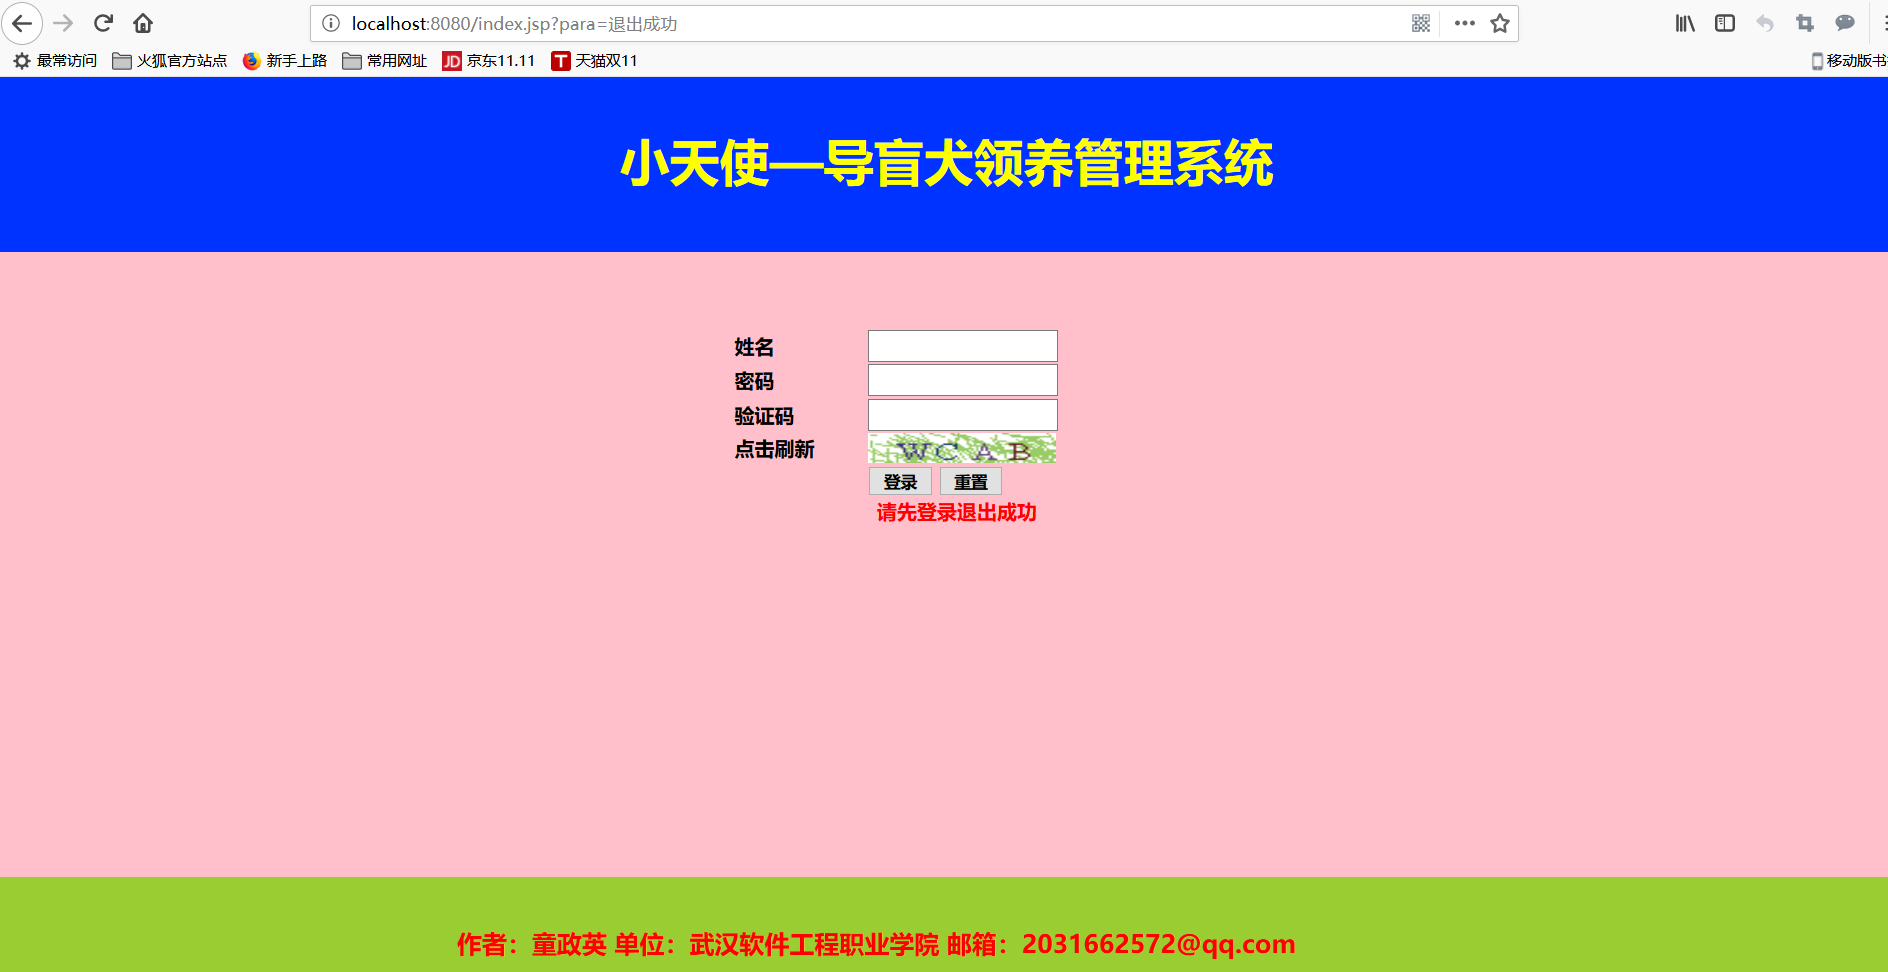 localhost:8080/index.jsp?para=退出成功
最常访问 火狐官方站点 新手上路 常用网址 JD 京东11.11 T 天猫双11 移动版书
小天使—导盲犬领养管理系统
姓名
密码
验证码
点击刷新 W C A B
登录 重置
请先登录退出成功
作者：童政英 单位：武汉软件工程职业学院 邮箱：2031662572@qq.com